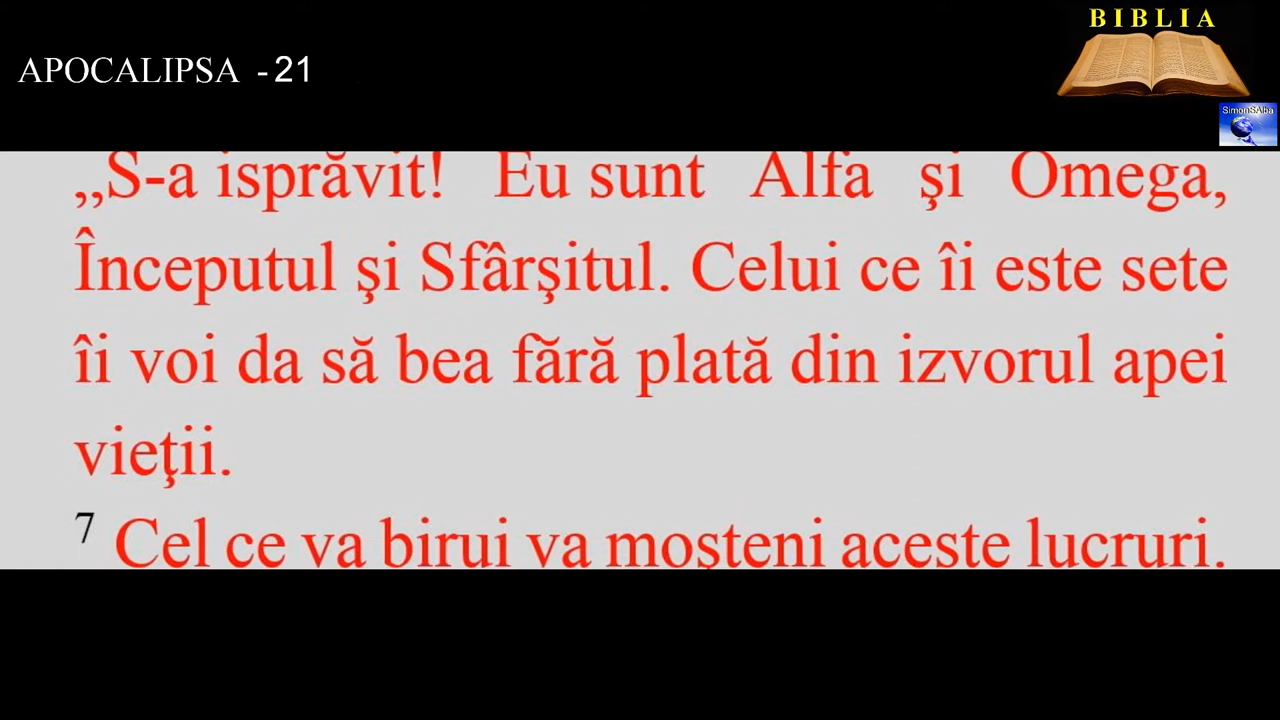 BIBLIA
APOCALIPSA - 21
SimonSAlba
„S-a isprăvit! Eu sunt Alfa şi Omega,
Începutul şi Sfârşitul. Celui ce îi este sete
îi voi da să bea fără plată din izvorul apei
vieţii.
7 Cel ce va birui va moşteni aceste lucruri.